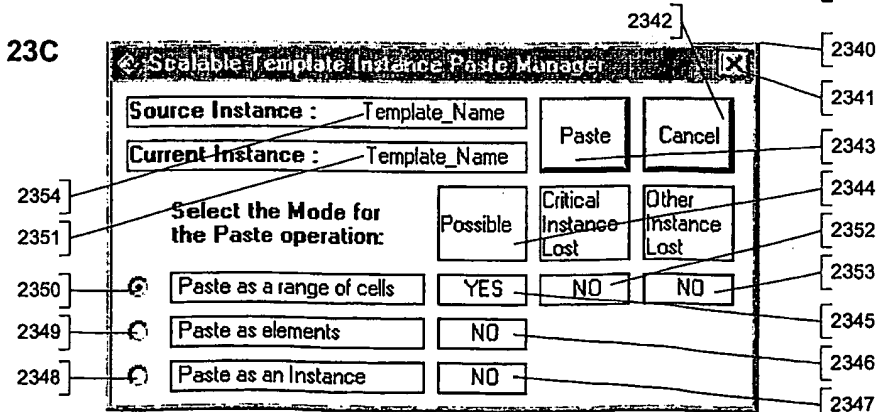 2342
23C
2340
Scalable Template Instance Paste Manager
2341
Source Instance : Template_Name
Paste
Cancel
2343
Current Instance : Template_Name
2344
2354
Select the Mode for
the Paste operation:
Possible
Critical
Instance
Lost
Other
Instance
Lost
2352
2351
2353
2350
Paste as a range of cells
YES
NO
NO
2345
2349
Paste as elements
NO
2346
2348
Paste as an Instance
NO
2347